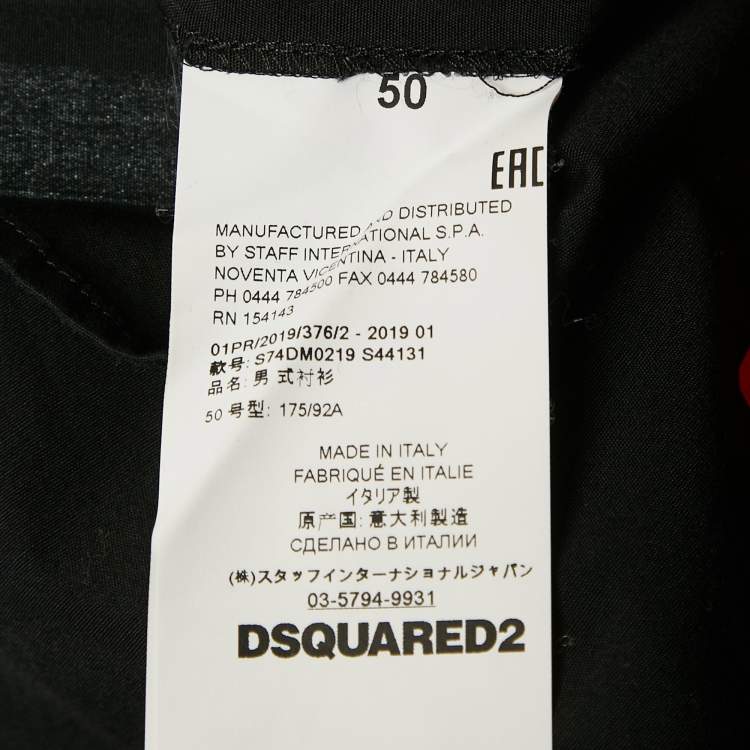 50
EAC
MANUFACTURED AND DISTRIBUTED
BY STAFF INTERNATIONAL S.P.A.
NOVENTA VICENTINA - ITALY
PH 0444 784500 FAX 0444 784580
RN 154143
01PR/2019/376/2 - 2019 01
款号: S74DM0219 S44131
品名: 男 式衬衫
50 号型: 175/92A
MADE IN ITALY
FABRIQUÉ EN ITALIE
イタリア製
原产国: 意大利製造
СДЕЛАНО В ИТАЛИИ
(株)スタッフインターナショナルジャパン
03-5794-9931
DSQUARED2